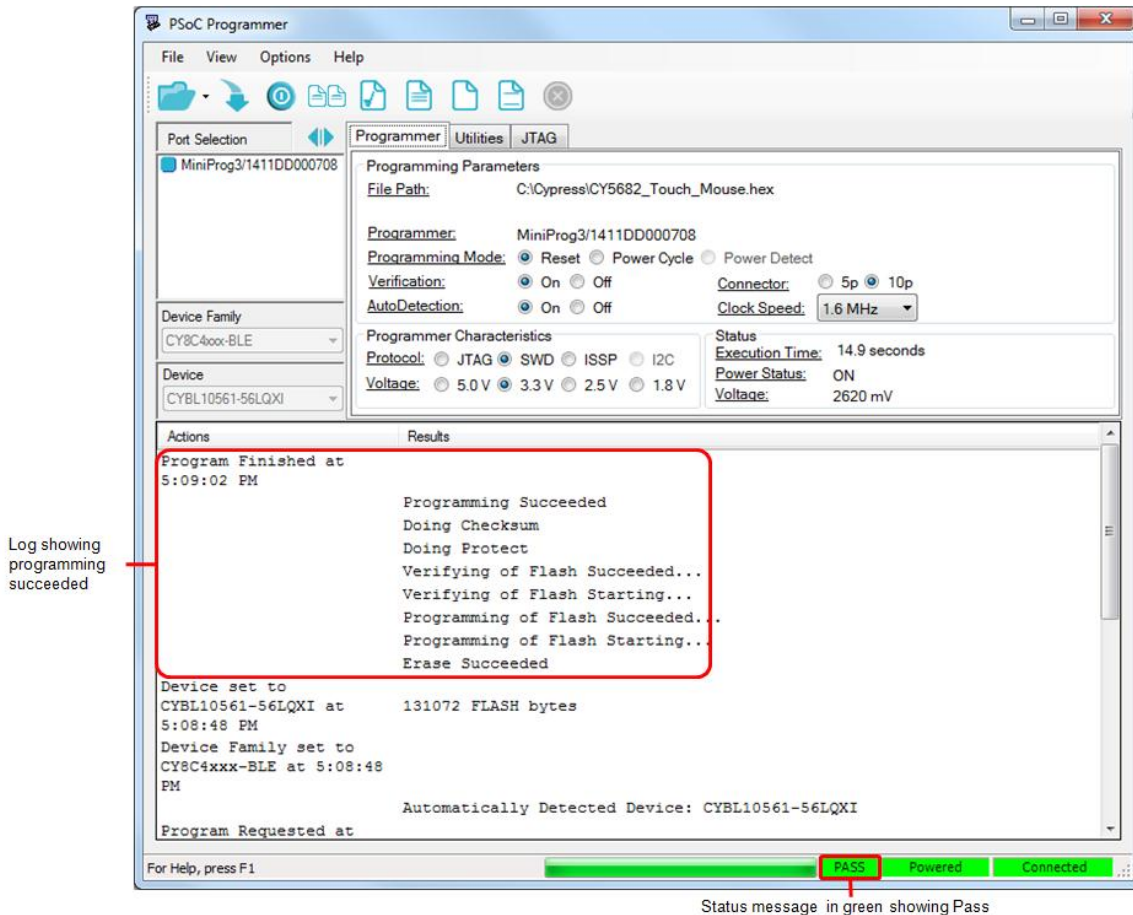 PSoC Programmer
File View Options Help
Port Selection
MiniProg3/1411DD000708
Device Family
CY8C4xxx-BLE
Device
CYBL10561-56LQXI
Programmer Utilities JTAG
Programming Parameters
File Path: C:\Cypress\CY5682_Touch_Mouse.hex
Programmer: MiniProg3/1411DD000708
Programming Mode: Reset Power Cycle Power Detect
Verification: On Off Connector: 5p 10p
AutoDetection: On Off Clock Speed: 1.6 MHz
Programmer Characteristics
Protocol: JTAG SWD ISSP I2C
Voltage: 5.0 V 3.3 V 2.5 V 1.8 V
Status
Execution Time: 14.9 seconds
Power Status: ON
Voltage: 2620 mV
Actions Results
Program Finished at
5:09:02 PM
Programming Succeeded
Doing Checksum
Doing Protect
Verifying of Flash Succeeded...
Verifying of Flash Starting...
Programming of Flash Succeeded...
Programming of Flash Starting...
Erase Succeeded
Device set to
CYBL10561-56LQXI at 131072 FLASH bytes
5:08:48 PM
Device Family set to
CY8C4xxx-BLE at 5:08:48
PM
Automatically Detected Device: CYBL10561-56LQXI
Program Requested at
Log showing
programming
succeeded
For Help, press F1
PASS Powered Connected
Status message in green showing Pass